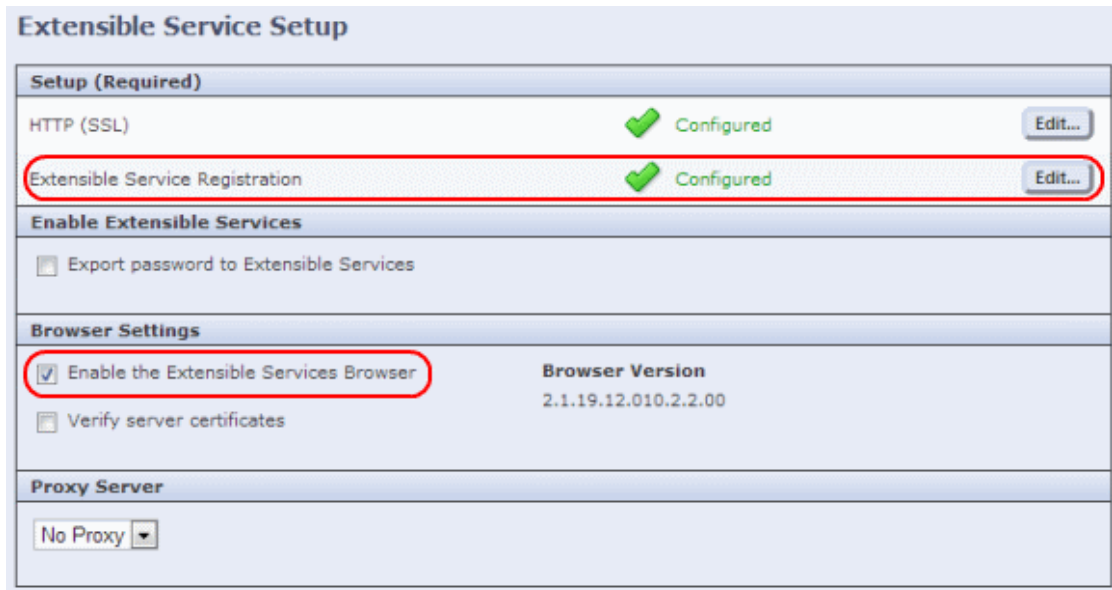 Extensible Service Setup
Setup (Required)
HTTP (SSL) Configured Edit...
Extensible Service Registration Configured Edit...
Enable Extensible Services
Export password to Extensible Services
Browser Settings
Enable the Extensible Services Browser Browser Version
2.1.19.12.010.2.2.00
Verify server certificates
Proxy Server
No Proxy